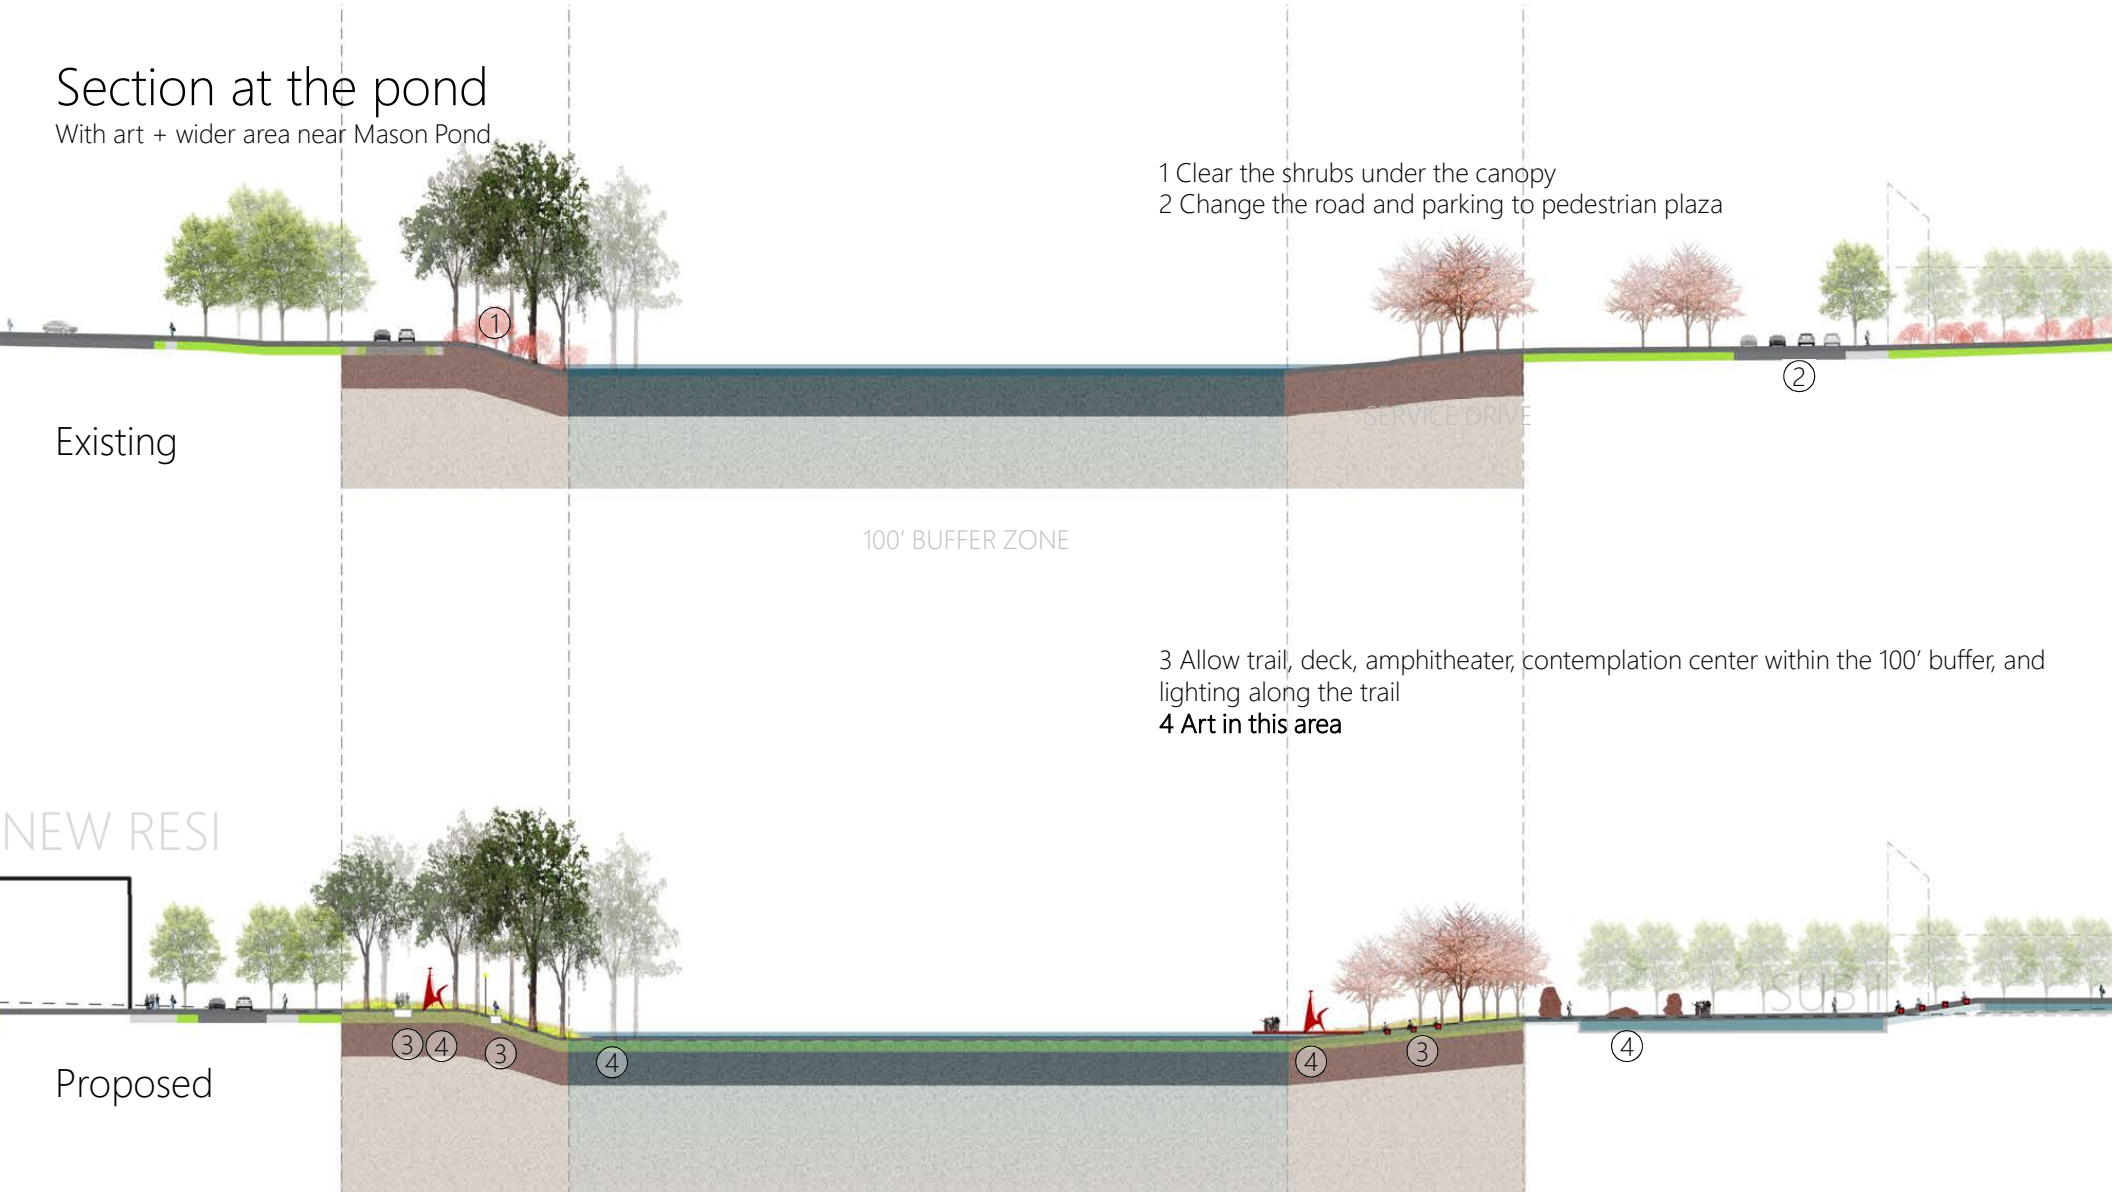 Section at the pond
With art + wider area near Mason Pond
1 Clear the shrubs under the canopy
2 Change the road and parking to pedestrian plaza
1
2
SERVICE DRIVE
Existing
100' BUFFER ZONE
3 Allow trail, deck, amphitheater, contemplation center within the 100' buffer, and
lighting along the trail
4 Art in this area
NEW RESI
SUB
3 4 3 4 4 3 4
Proposed